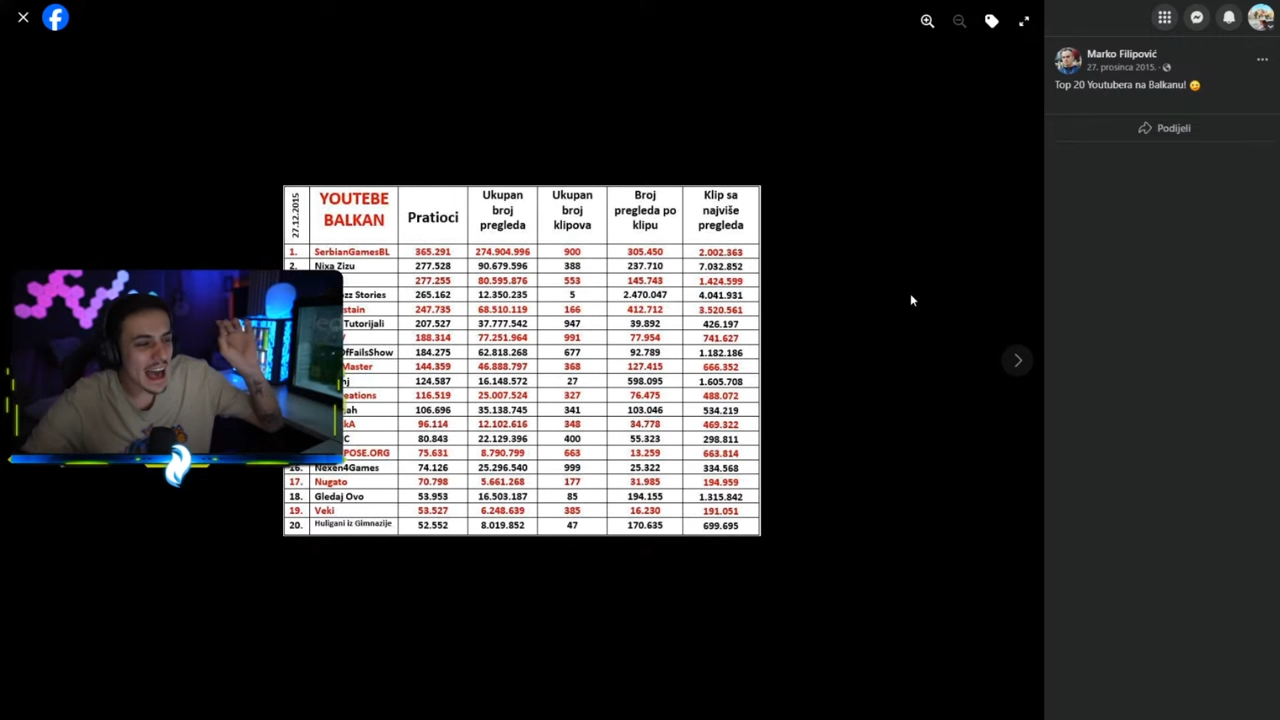 Marko Filipović
27. prosinca 2015. ·
Top 20 Youtubera na Balkanu!
Podijeli
27.12.2015 YOUTEBE BALKAN Pratioci Ukupan broj pregleda Ukupan broj klipova Broj pregleda po klipu Klip sa najviše pregleda
1. SerbianGamesBL 365.291 274.904.996 900 305.450 2.002.363
2. Nixa Zizu 277.528 90.679.596 388 237.710 7.032.852
277.255 80.595.876 553 145.743 1.424.599
Stories 265.162 12.350.235 5 2.470.047 4.041.931
247.735 68.510.119 166 412.712 3.520.561
Tutorijali 207.527 37.777.542 947 39.892 426.197
188.314 77.251.964 991 77.954 741.627
OfFailsShow 184.275 62.818.268 677 92.789 1.182.186
Master 144.359 46.888.797 368 127.415 666.352
124.587 16.148.572 27 598.095 1.605.708
eations 116.519 25.007.524 327 76.475 488.072
ah 106.696 35.138.745 341 103.046 534.219
kA 96.114 12.102.616 348 34.778 469.322
C 80.843 22.129.396 400 55.323 298.811
POSE.ORG 75.631 8.790.799 663 13.259 663.814
16. Nexen4Games 74.126 25.296.540 999 25.322 334.568
17. Nugato 70.798 5.661.268 177 31.985 194.959
18. Gledaj Ovo 53.953 16.503.187 85 194.155 1.315.842
19. Veki 53.527 6.248.639 385 16.230 191.051
20. Huligani iz Gimnazije 52.552 8.019.852 47 170.635 699.695